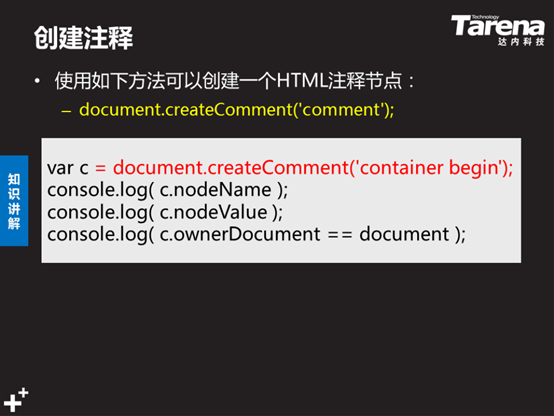 创建注释
Technology
Tarena
达内科技
• 使用如下方法可以创建一个HTML注释节点：
– document.createComment('comment');
知识讲解
var c = document.createComment('container begin');
console.log( c.nodeName );
console.log( c.nodeValue );
console.log( c.ownerDocument == document );